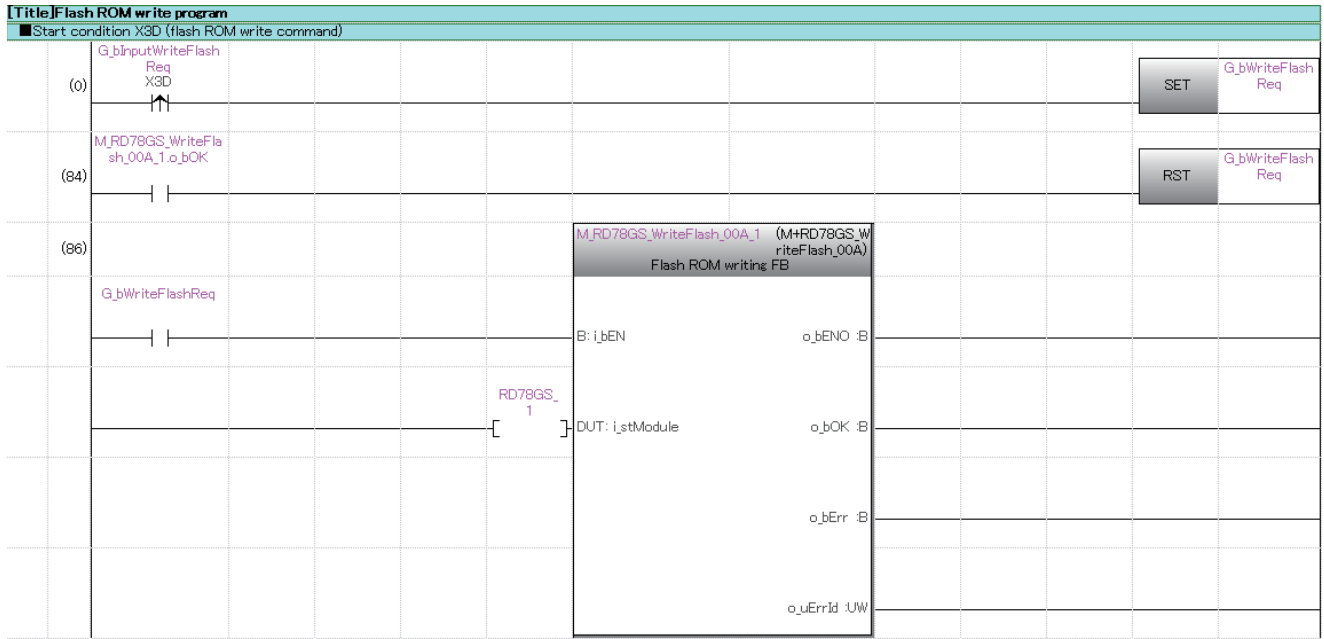 [Title]Flash ROM write program
■Start condition X3D (flash ROM write command)
G_bInputWriteFlash
Req
X3D
(0)
SET
G_bWriteFlash
Req
M_RD78GS_WriteFla
sh_00A_1.o_bOK
(84)
RST
G_bWriteFlash
Req
(86)
M_RD78GS_WriteFlash_00A_1
(M+RD78GS_W
riteFlash_00A)
Flash ROM writing FB
G_bWriteFlashReq
B: i_bEN
o_bENO :B
RD78GS_
1
DUT: i_stModule
o_bOK :B
o_bErr :B
o_uErrId :UW